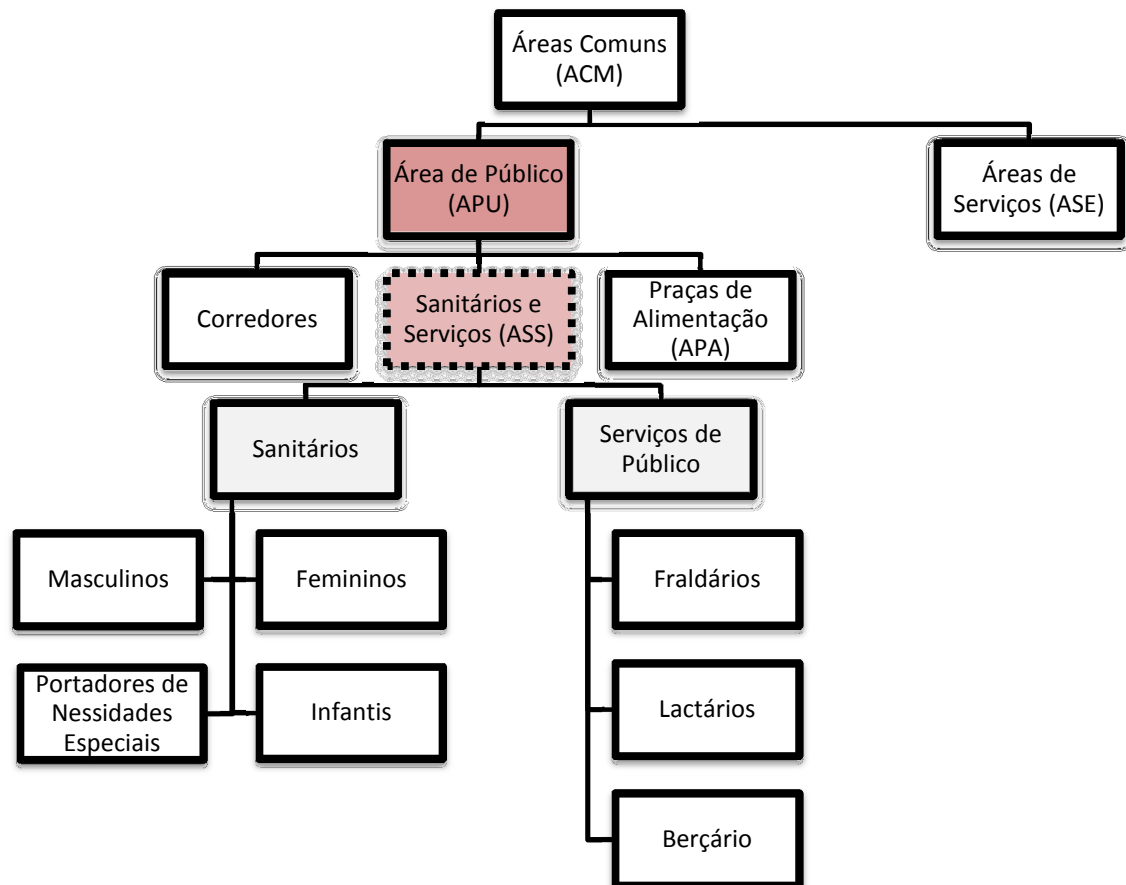 Áreas Comuns
(ACM)
Área de Público
(APU)
Áreas de
Serviços (ASE)
Corredores
Sanitários e
Serviços (ASS)
Praças de
Alimentação
(APA)
Sanitários
Serviços de
Público
Masculinos
Femininos
Fraldários
Portadores de
Nessidades
Especiais
Infantis
Lactários
Berçário